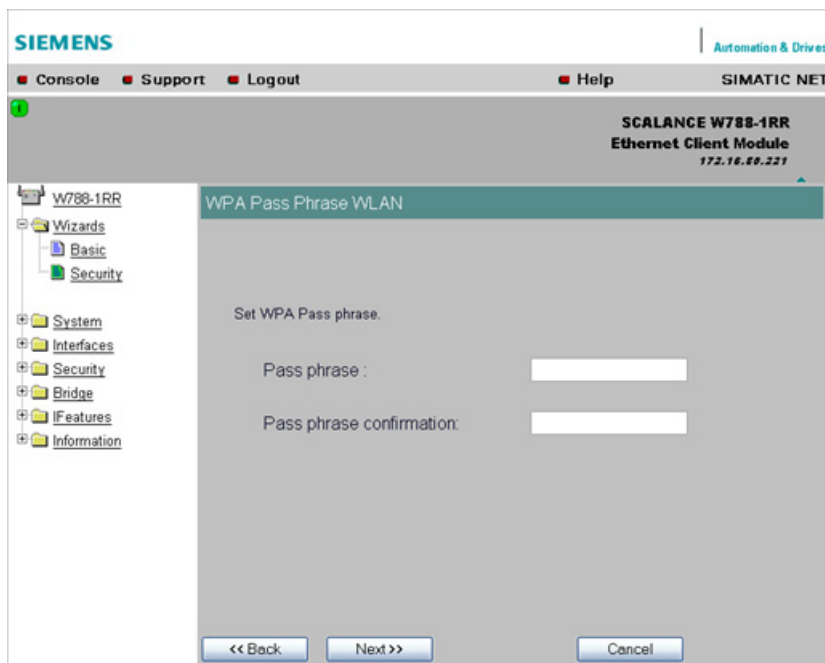 SIEMENS
Automation & Drives
Console Support Logout Help SIMATIC NET
SCALANCE W788-1RR
Ethernet Client Module
172.16.80.221
W788-1RR
Wizards
Basic
Security
System
Interfaces
Security
Bridge
IFeatures
Information
WPA Pass Phrase WLAN
Set WPA Pass phrase.
Pass phrase :
Pass phrase confirmation:
<< Back Next >> Cancel